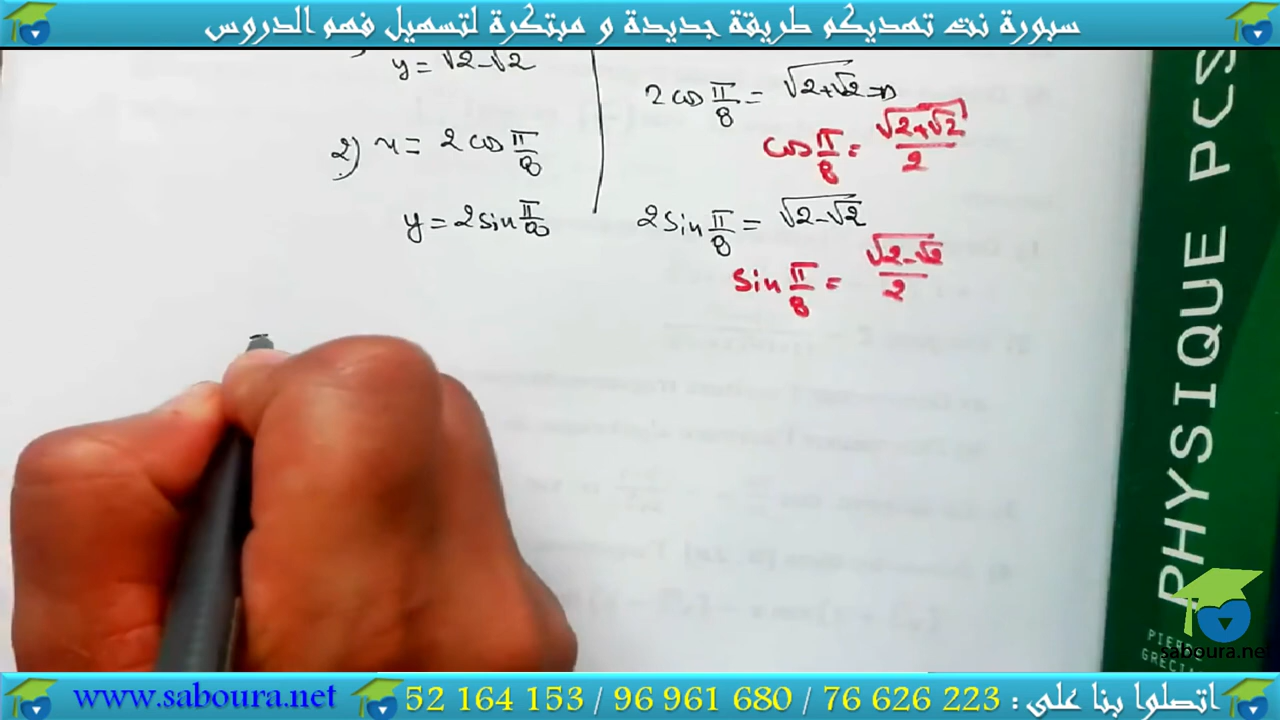 سبورة نت تهديكم طريقة جديدة و مبتكرة لتسهيل فهم الدروس
y = √2-√2
2) x = 2 cos π/8
y = 2 sin π/8
2 cos π/8 = √2+√2 =>
cos π/8 = √2+√2/2
2 sin π/8 = √2-√2
sin π/8 = √2-√2/2
PHYSIQUE PCS
saboura.net
www.saboura.net 52 164 153 / 96 961 680 / 76 626 223 : اتصلوا بنا على